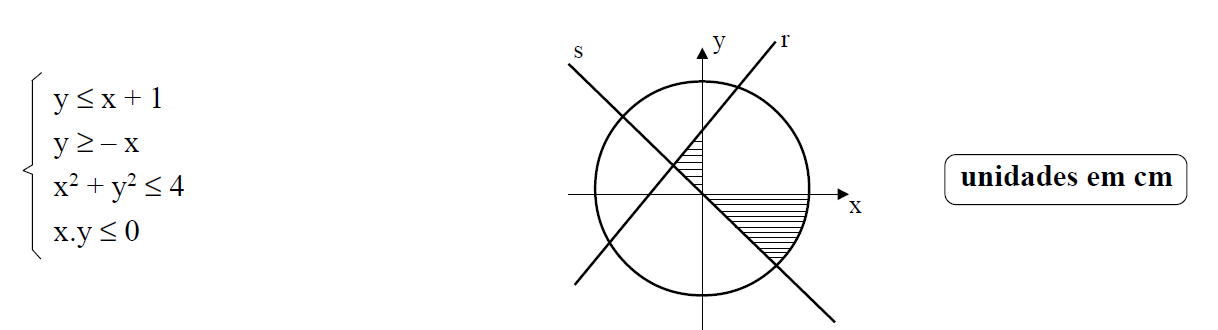 y ≤ x + 1
y ≥ – x
x² + y² ≤ 4
x.y ≤ 0
s
y
r
x
unidades em cm